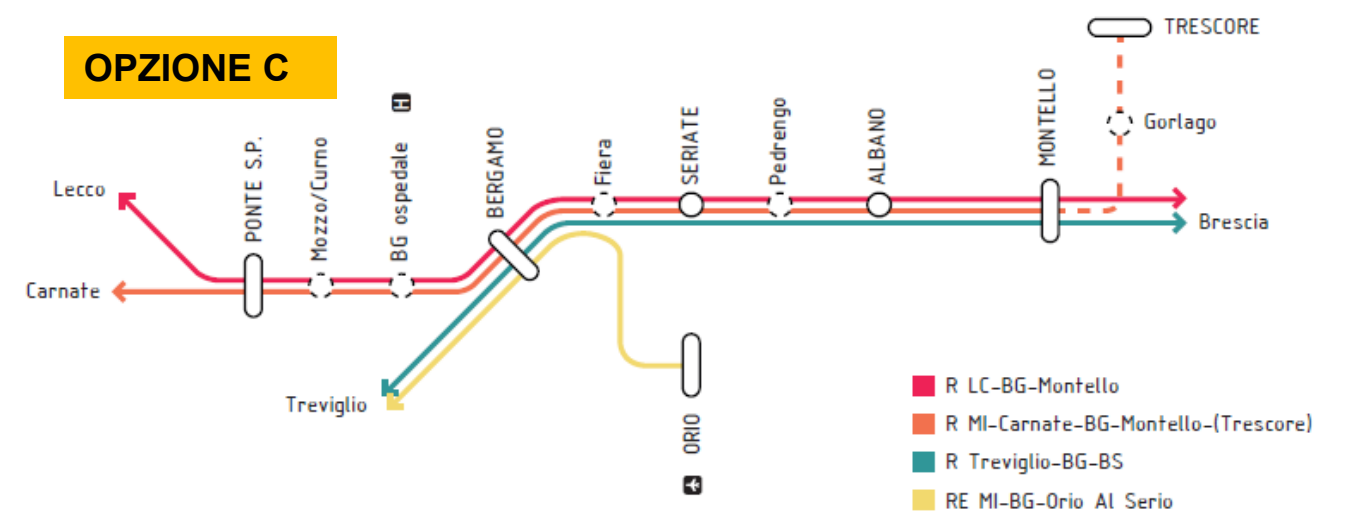 OPZIONE C
TRESCORE
H
Gorlago
Lecco
PONTE S.P.
Mozzo/Curno
BG ospedale
BERGAMO
Fiera
SERIATE
Pedrengo
ALBANO
MONTELLO
Brescia
Carnate
Treviglio
ORIO
R LC-BG-Montello
R MI-Carnate-BG-Montello-(Trescore)
R Treviglio-BG-BS
RE MI-BG-Orio Al Serio